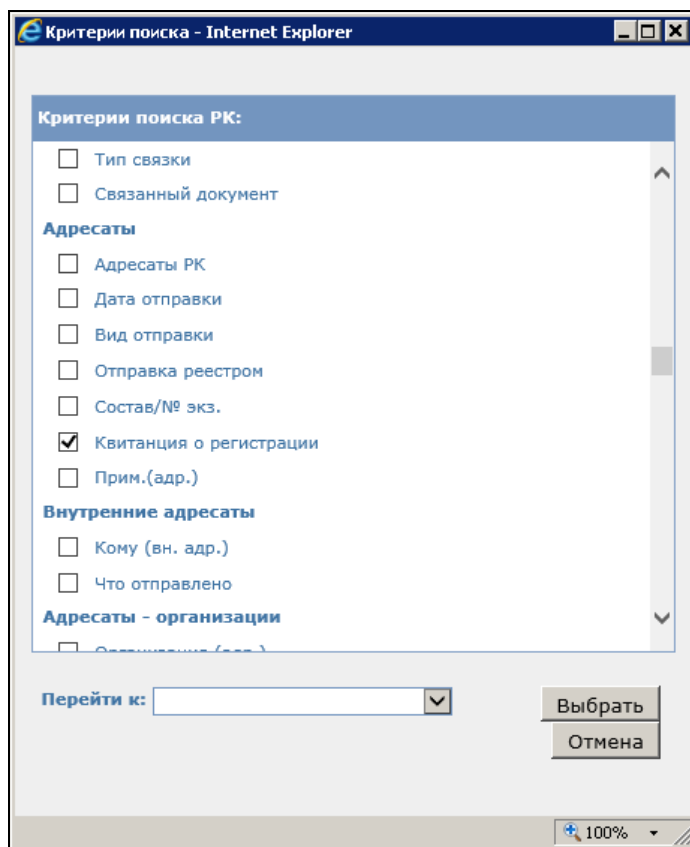 Критерии поиска - Internet Explorer
Критерии поиска РК:
Тип связки
Связанный документ
Адресаты
Адресаты РК
Дата отправки
Вид отправки
Отправка реестром
Состав/№ экз.
Квитанция о регистрации
Прим.(адр.)
Внутренние адресаты
Кому (вн. адр.)
Что отправлено
Адресаты - организации
Перейти к:
Выбрать
Отмена
100%